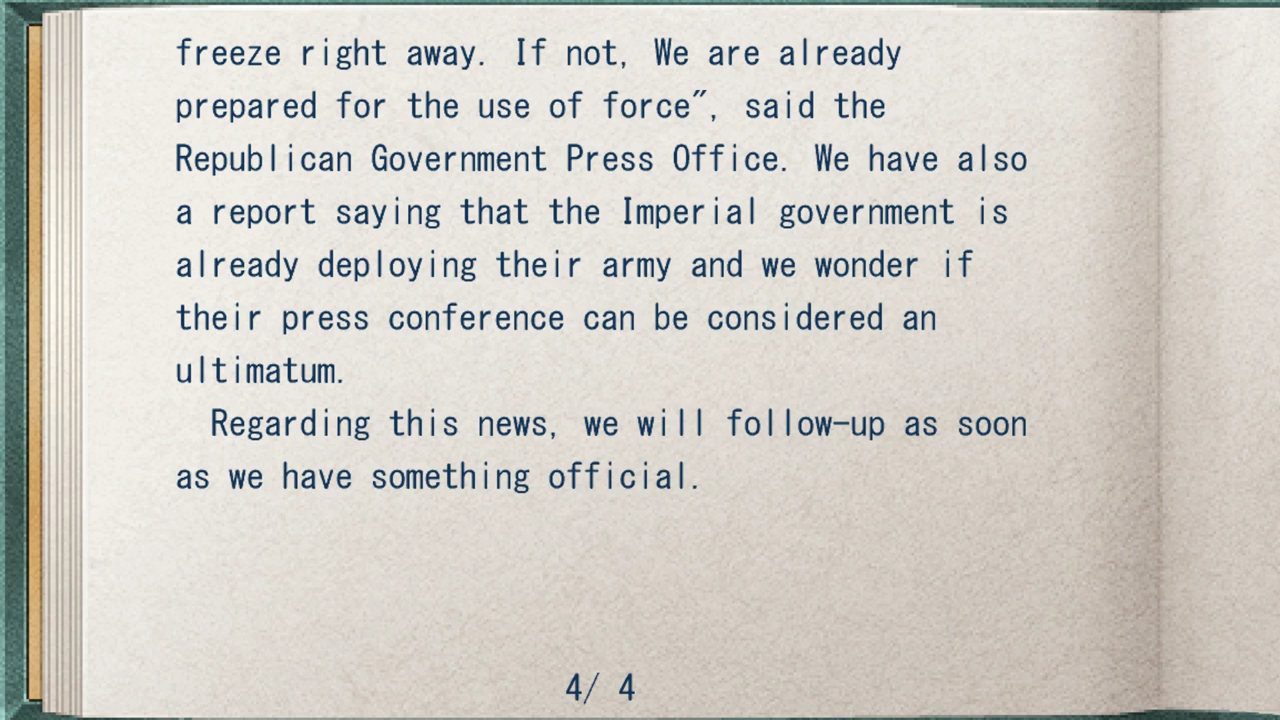 freeze right away. If not, We are already
prepared for the use of force”, said the
Republican Government Press Office. We have also
a report saying that the Imperial government is
already deploying their army and we wonder if
their press conference can be considered an
ultimatum.
Regarding this news, we will follow-up as soon
as we have something official.
4/ 4